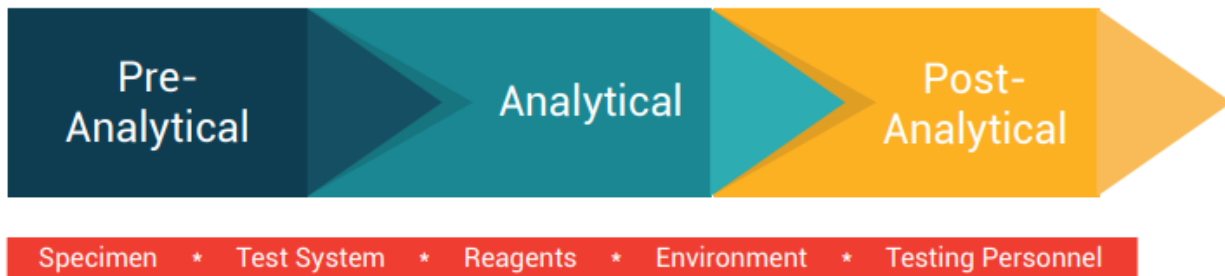 Pre-
Analytical
Analytical
Post-
Analytical
Specimen * Test System * Reagents * Environment * Testing Personnel